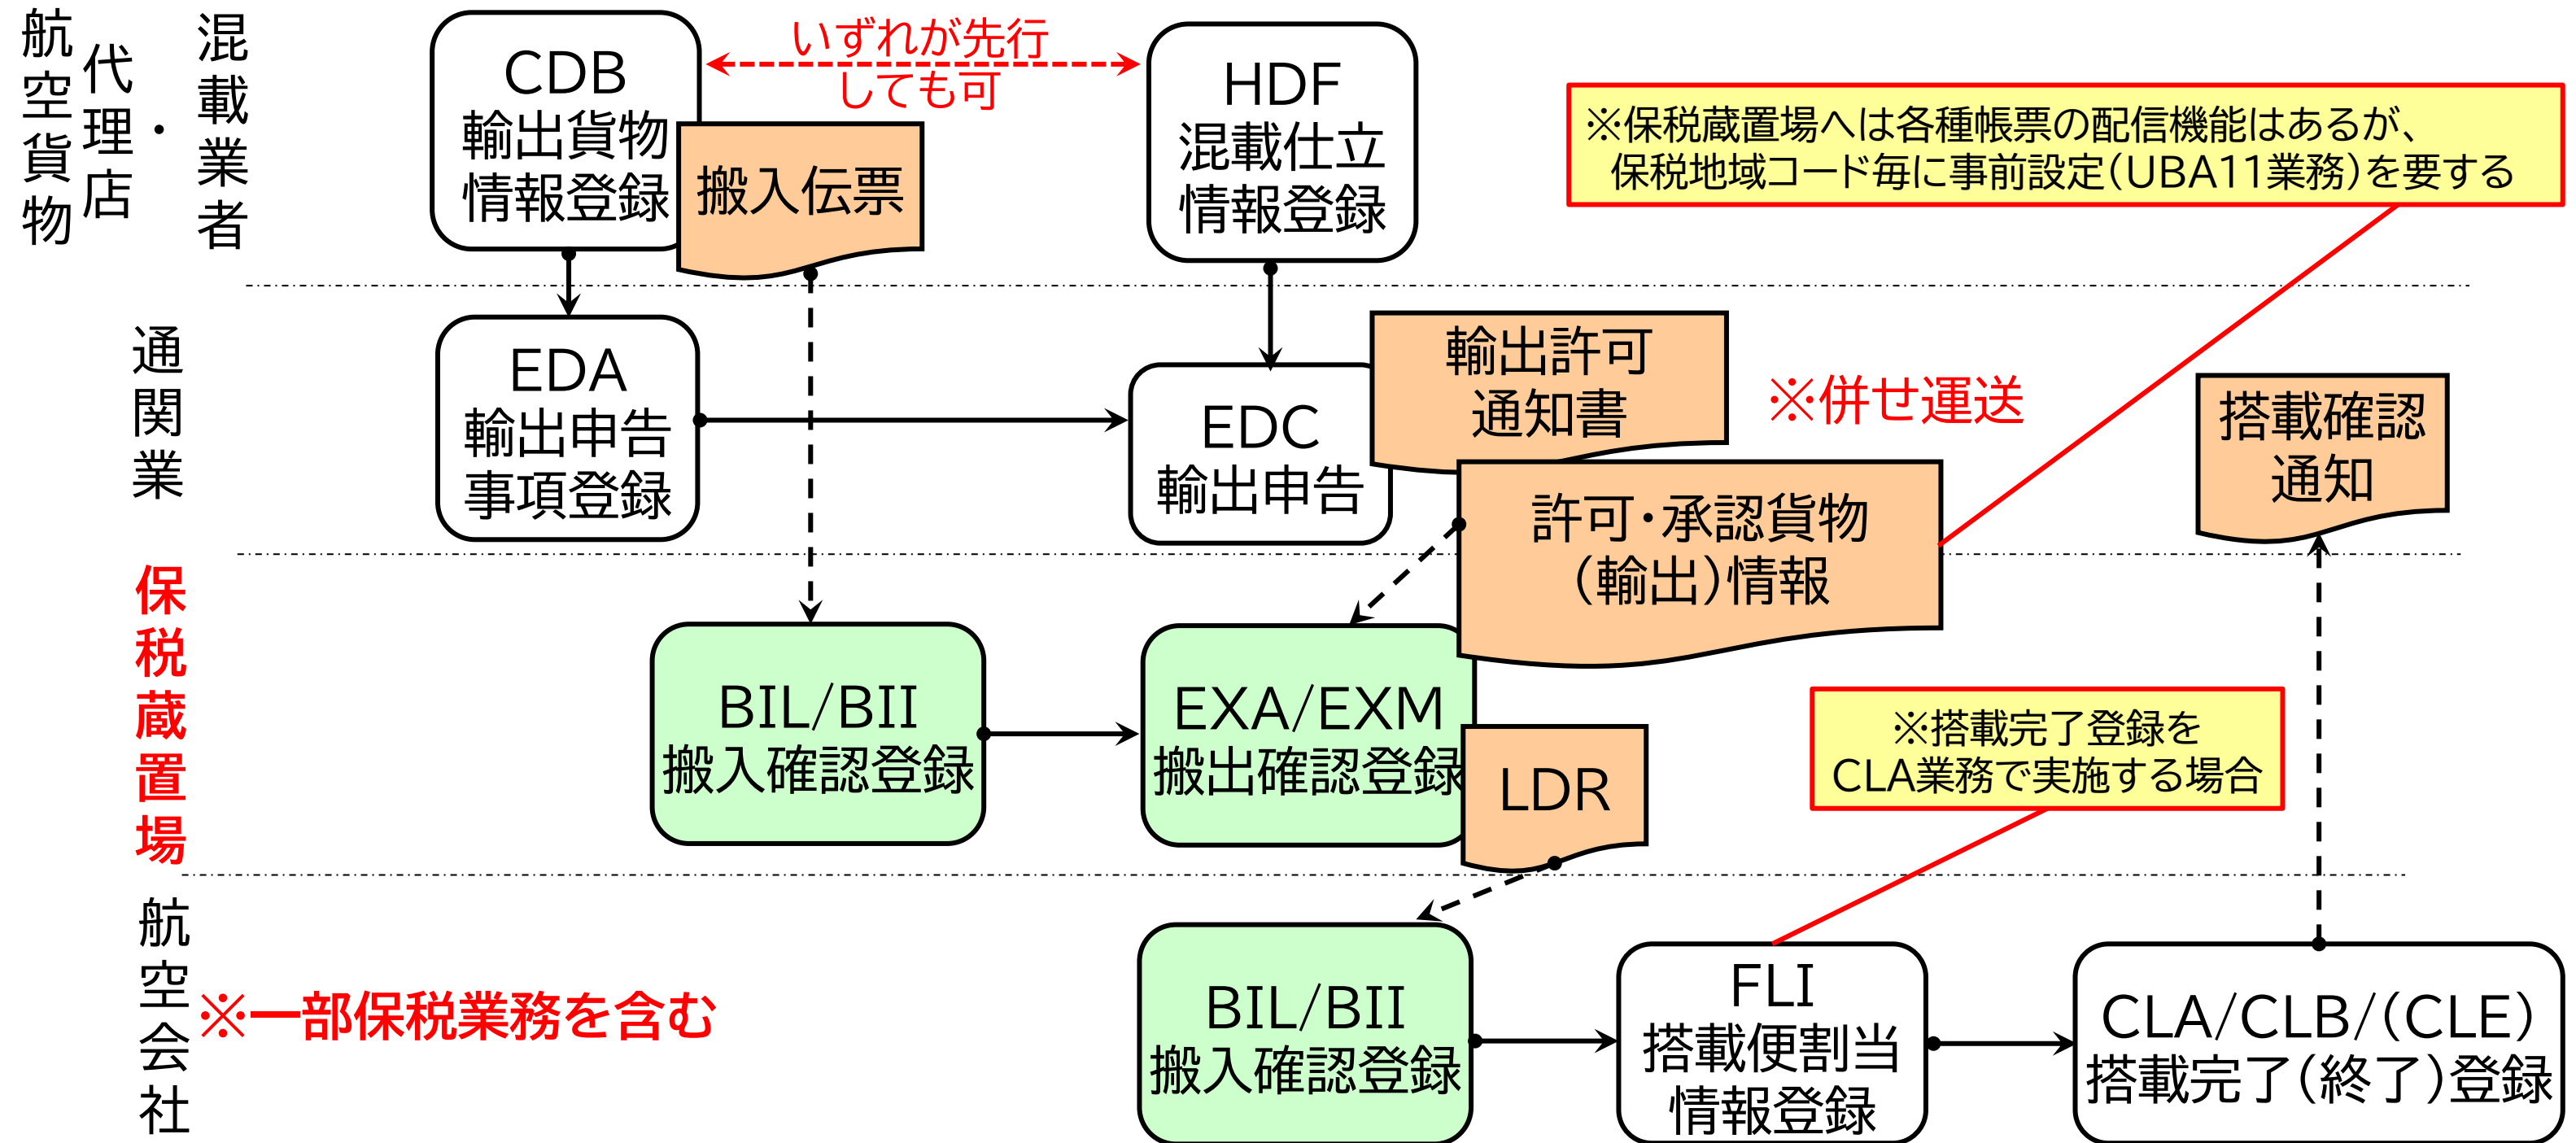 航空貨物
代理店・
混載業者
CDB
輸出貨物
情報登録
搬入伝票
いずれが先行
しても可
HDF
混載仕立
情報登録
※保税蔵置場へは各種帳票の配信機能はあるが、
保税地域コード毎に事前設定(UBA11業務)を要する
通関業
EDA
輸出申告
事項登録
EDC
輸出申告
輸出許可
通知書
※併せ運送
許可・承認貨物
(輸出)情報
搭載確認
通知
保税蔵置場
BIL/BII
搬入確認登録
EXA/EXM
搬出確認登録
LDR
※搭載完了登録を
CLA業務で実施する場合
航空会社
※一部保税業務を含む
BIL/BII
搬入確認登録
FLI
搭載便割当
情報登録
CLA/CLB/(CLE)
搭載完了(終了)登録